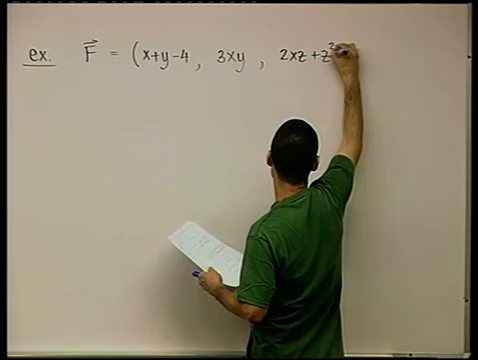 ex. F⃗ = (x+y-4, 3xy, 2xz+z²